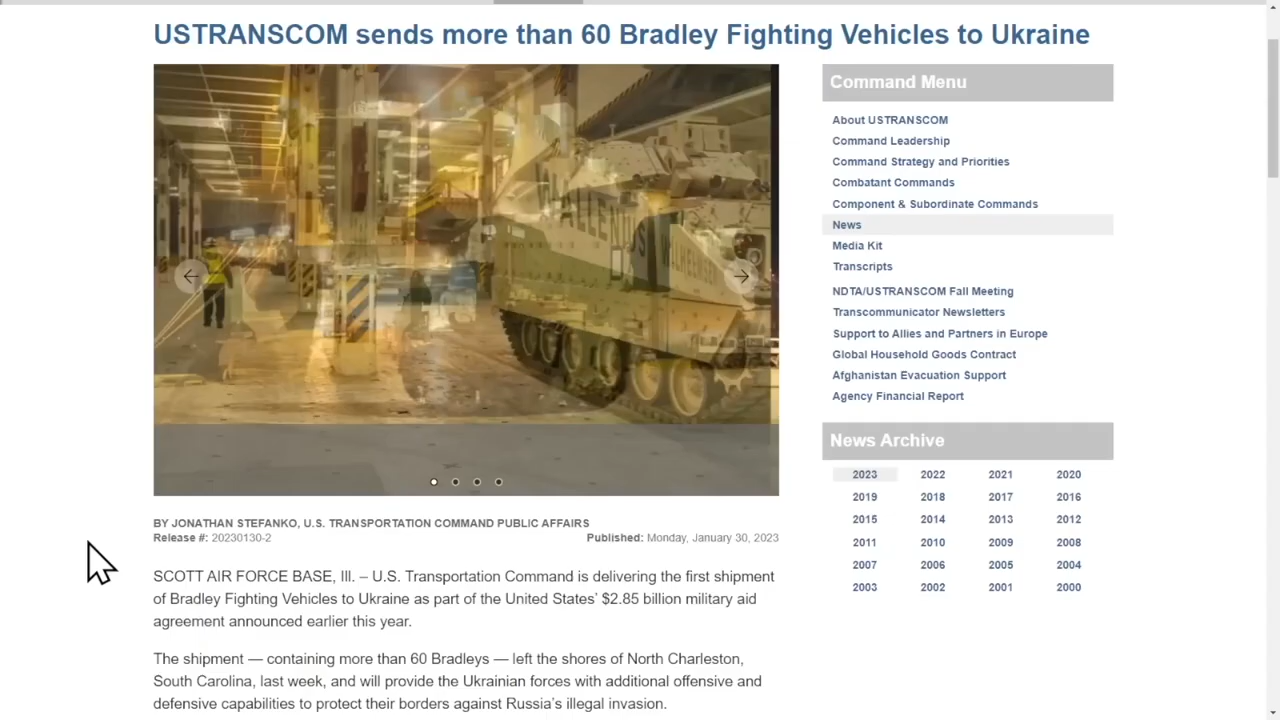 USTRANSCOM sends more than 60 Bradley Fighting Vehicles to Ukraine
WILHELMSEN
BY JONATHAN STEFANKO, U.S. TRANSPORTATION COMMAND PUBLIC AFFAIRS
Release #: 20230130-2 Published: Monday, January 30, 2023
SCOTT AIR FORCE BASE, Ill. – U.S. Transportation Command is delivering the first shipment
of Bradley Fighting Vehicles to Ukraine as part of the United States' $2.85 billion military aid
agreement announced earlier this year.
The shipment — containing more than 60 Bradleys — left the shores of North Charleston,
South Carolina, last week, and will provide the Ukrainian forces with additional offensive and
defensive capabilities to protect their borders against Russia's illegal invasion.
Command Menu
About USTRANSCOM
Command Leadership
Command Strategy and Priorities
Combatant Commands
Component & Subordinate Commands
News
Media Kit
Transcripts
NDTA/USTRANSCOM Fall Meeting
Transcommunicator Newsletters
Support to Allies and Partners in Europe
Global Household Goods Contract
Afghanistan Evacuation Support
Agency Financial Report
News Archive
2023 2022 2021 2020
2019 2018 2017 2016
2015 2014 2013 2012
2011 2010 2009 2008
2007 2006 2005 2004
2003 2002 2001 2000